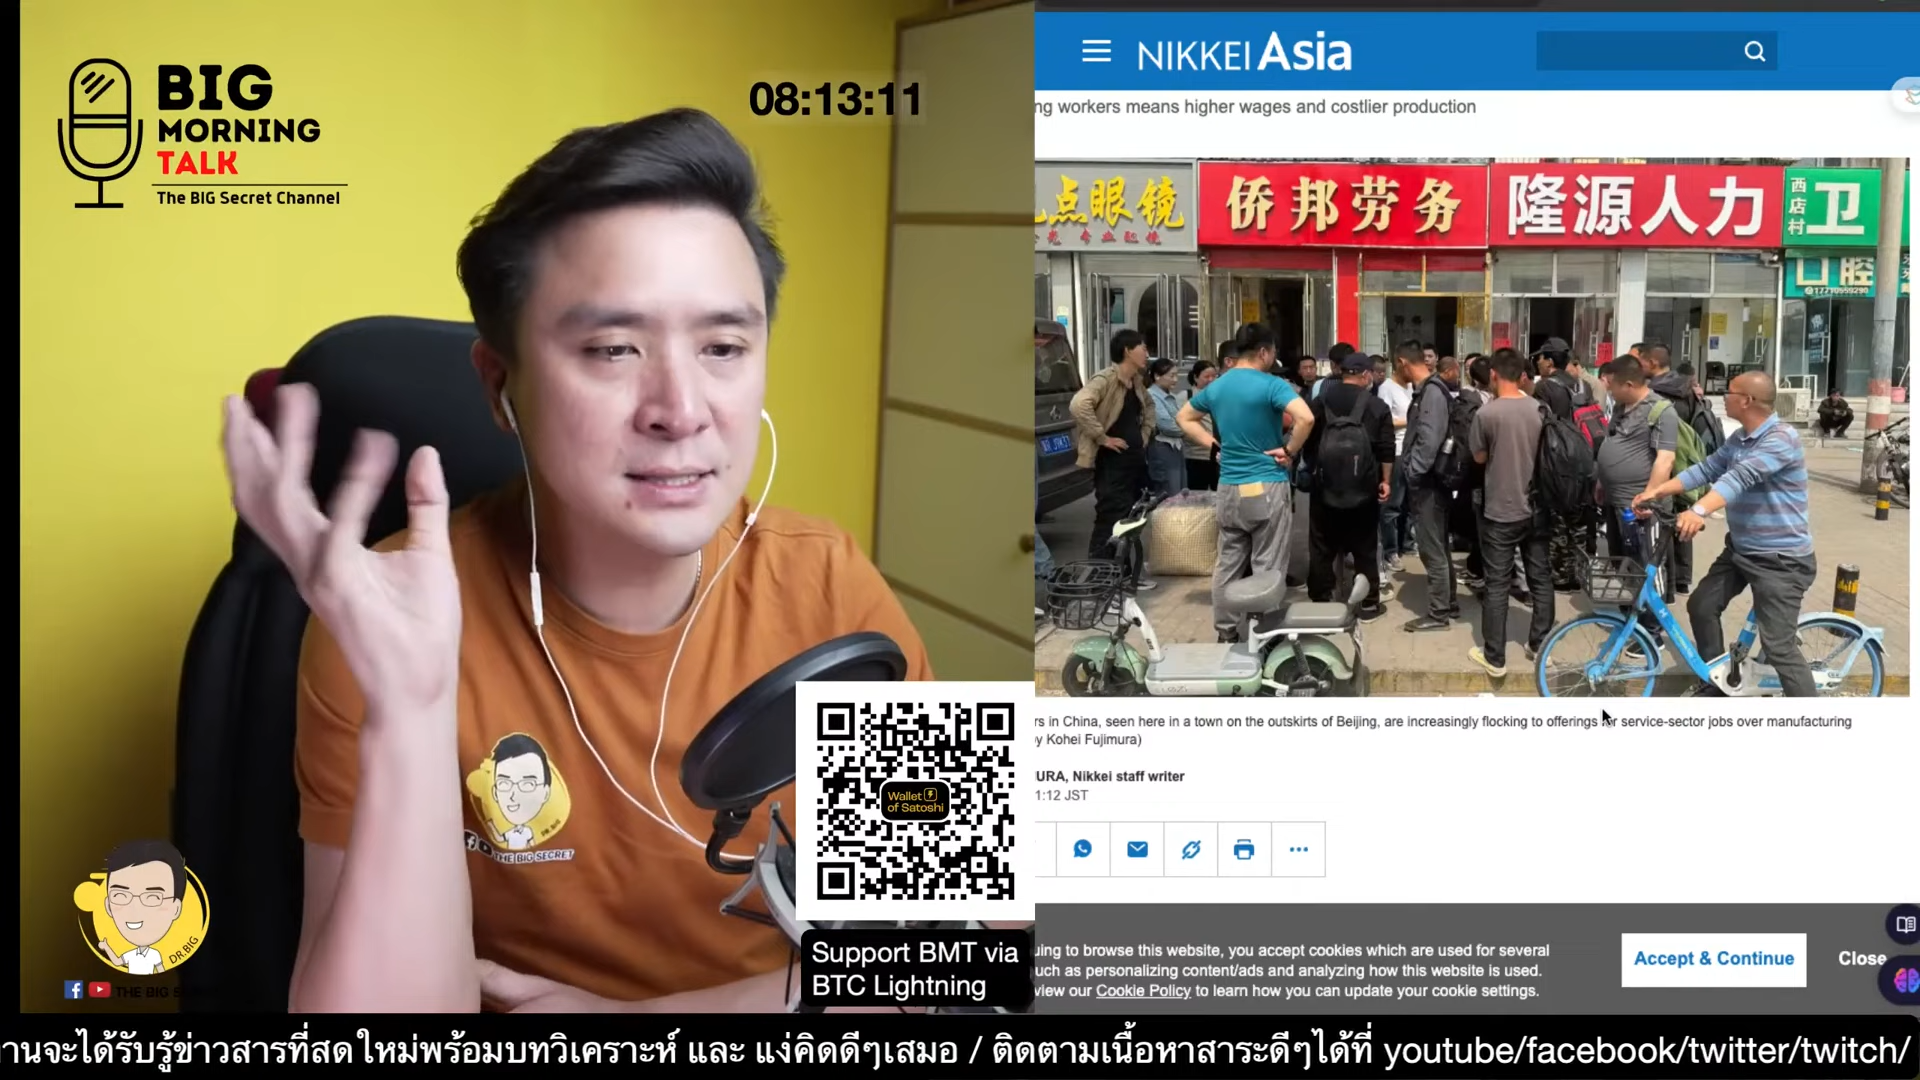 BIG
MORNING
TALK
The BIG Secret Channel
08:13:11
THE BIG SECRET
DR.BIG
THE BIG
Wallet
of Satoshi
Support BMT via
BTC Lightning
NIKKEI Asia
ng workers means higher wages and costlier production
点眼镜
侨邦劳务
隆源人力
西店村
卫
口腔
rs in China, seen here in a town on the outskirts of Beijing, are increasingly flocking to offerings for service-sector jobs over manufacturing
y Kohei Fujimura)
URA, Nikkei staff writer
1:12 JST
uing to browse this website, you accept cookies which are used for several
uch as personalizing content/ads and analyzing how this website is used.
view our Cookie Policy to learn how you can update your cookie settings.
Accept & Continue
Close
านจะได้รับรู้ข่าวสารที่สดใหม่พร้อมบทวิเคราะห์ และ แง่คิดดีๆเสมอ / ติดตามเนื้อหาสาระดีๆได้ที่ youtube/facebook/twitter/twitch/